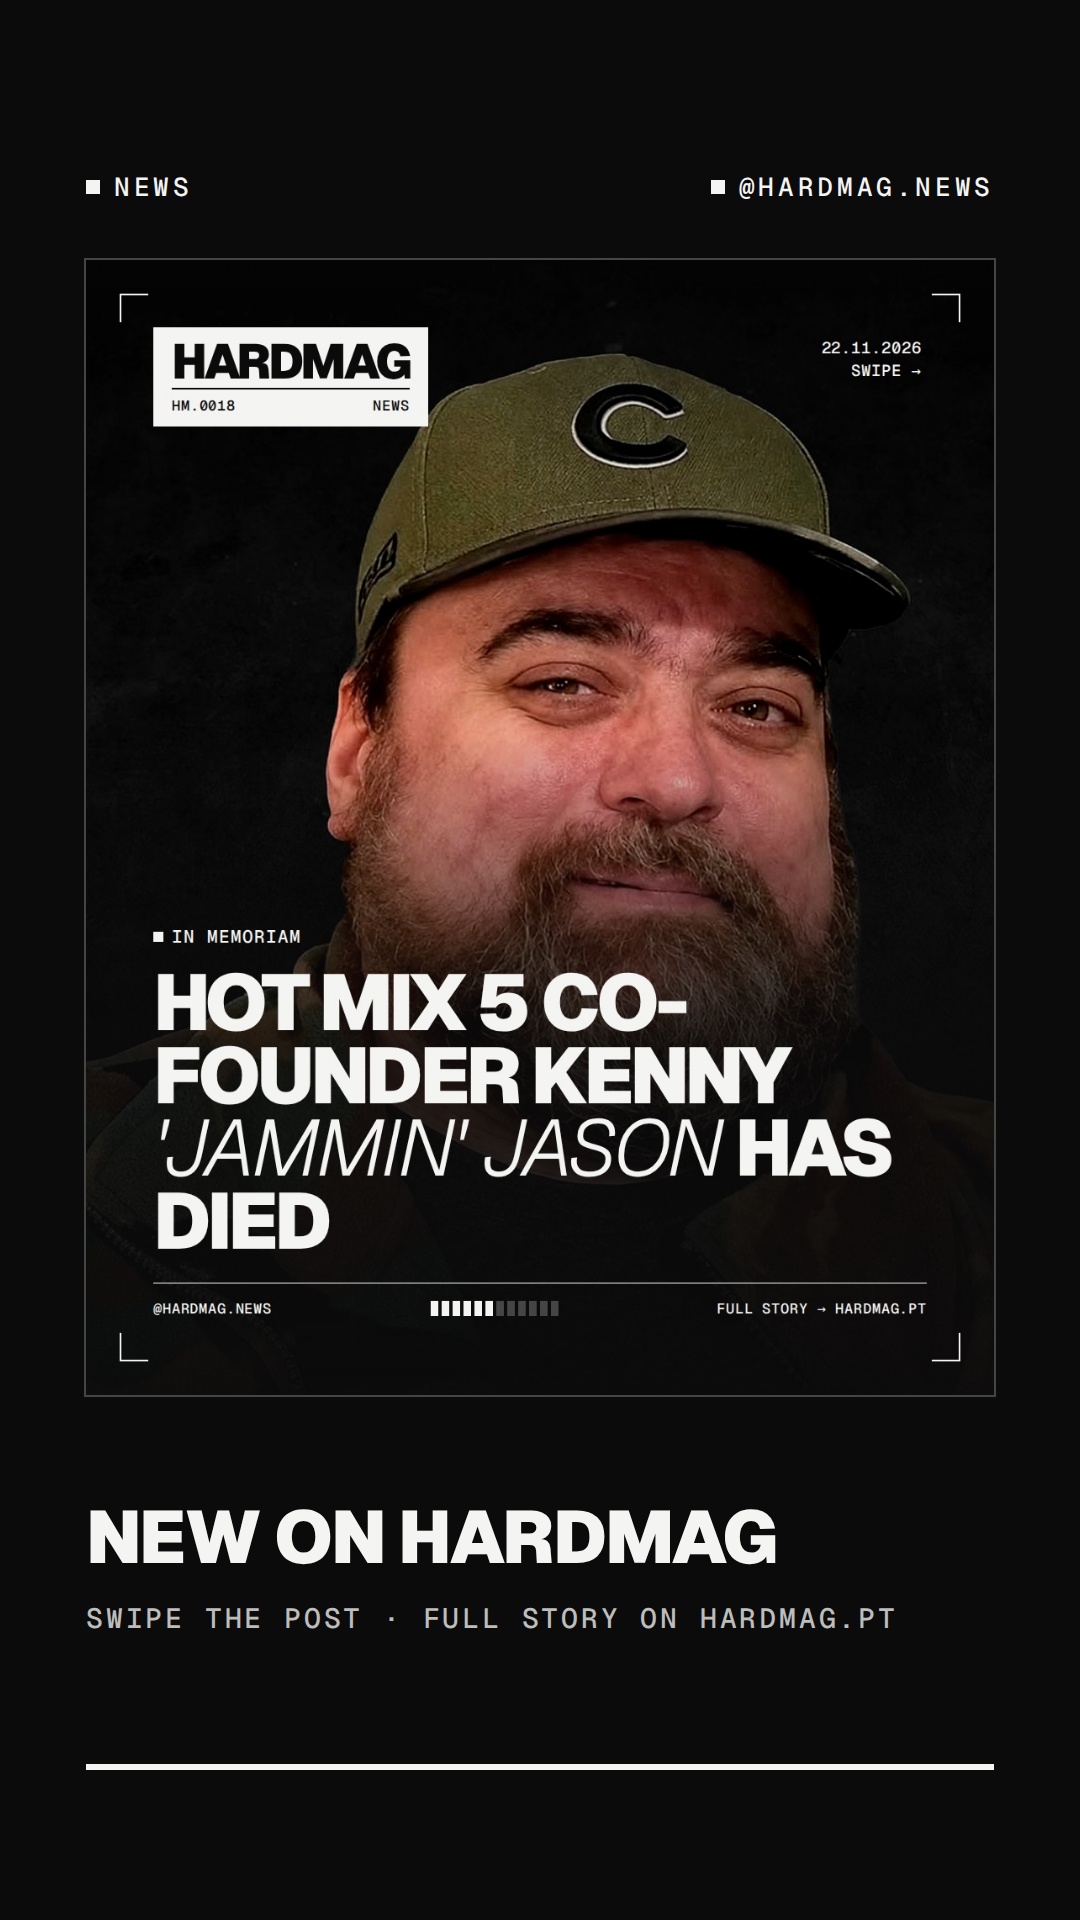 NEWS
@HARDMAG.NEWS
HARDMAG
HM.0018 NEWS
22.11.2026
SWIPE →
C
IN MEMORIAM
HOT MIX 5 CO-
FOUNDER KENNY
'JAMMIN' JASON HAS
DIED
@HARDMAG.NEWS
FULL STORY → HARDMAG.PT
NEW ON HARDMAG
SWIPE THE POST · FULL STORY ON HARDMAG.PT